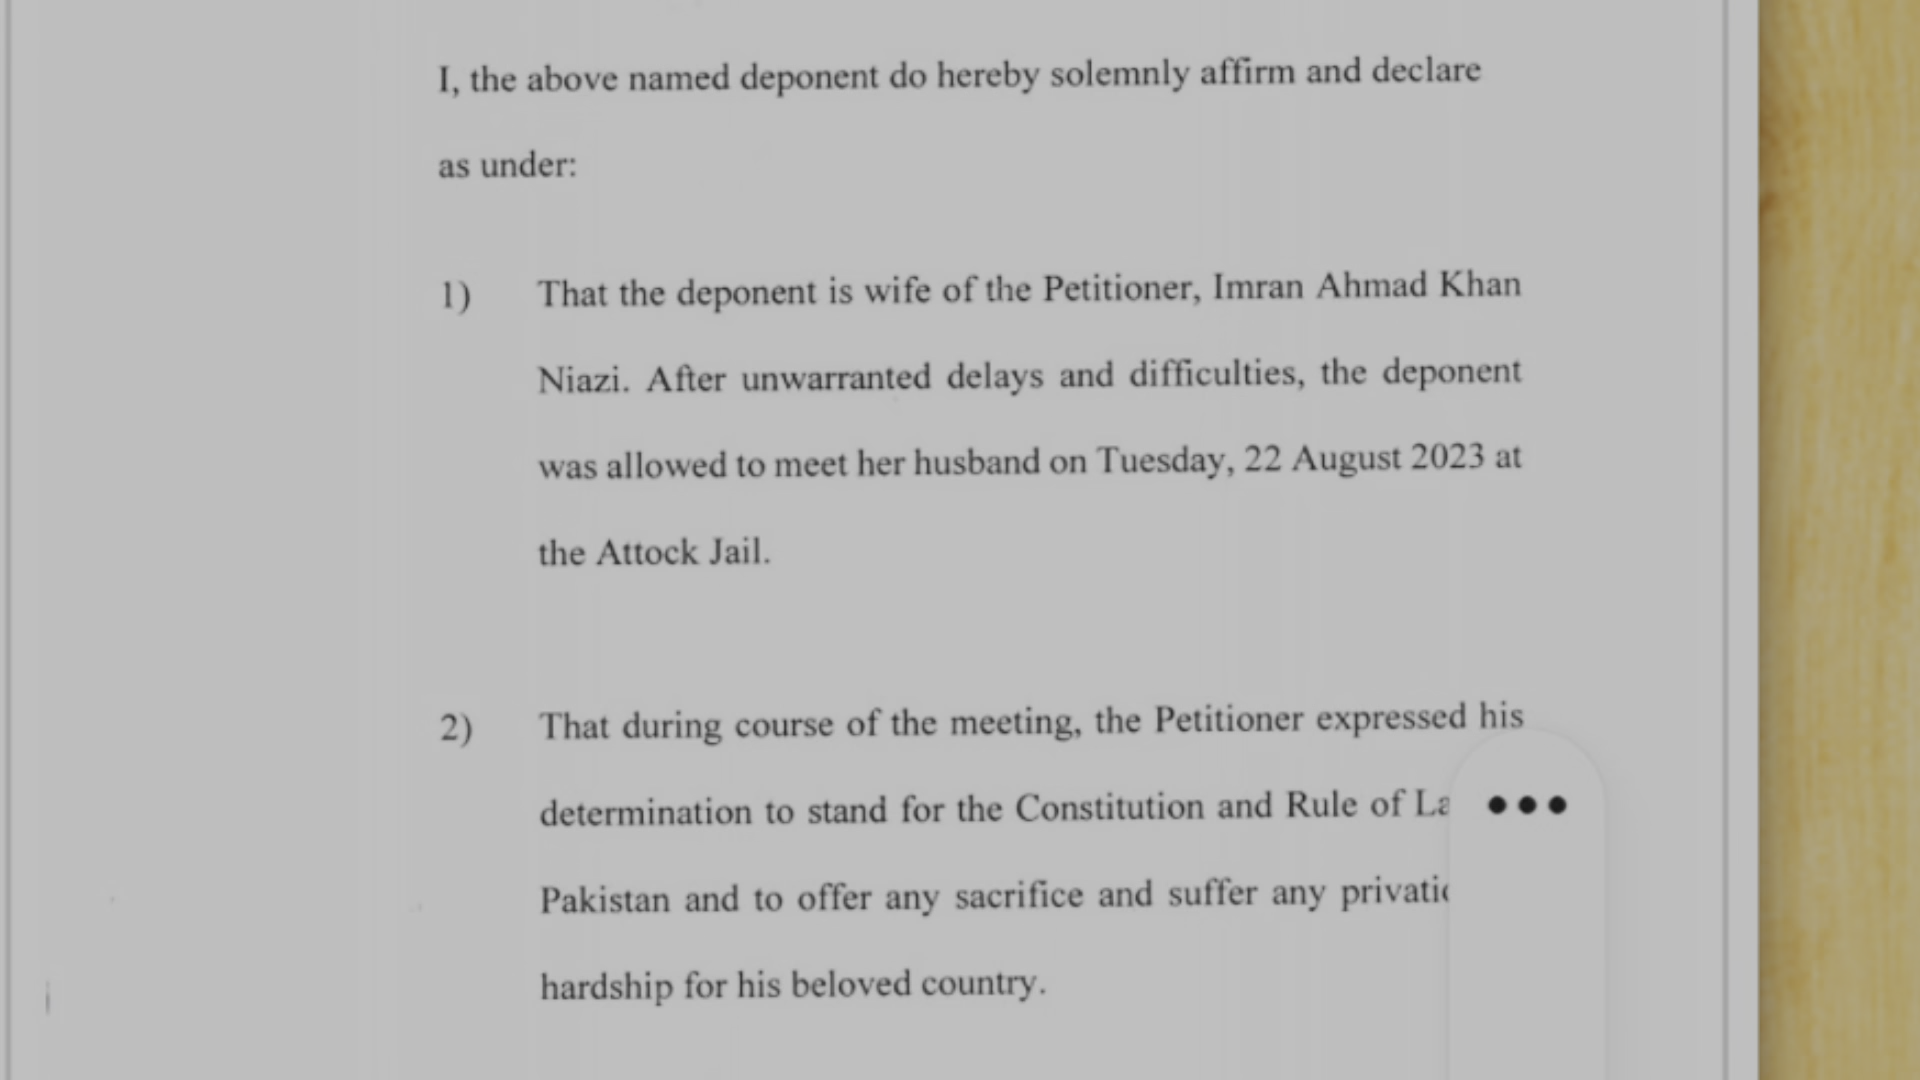 I, the above named deponent do hereby solemnly affirm and declare
as under:
1) That the deponent is wife of the Petitioner, Imran Ahmad Khan
Niazi. After unwarranted delays and difficulties, the deponent
was allowed to meet her husband on Tuesday, 22 August 2023 at
the Attock Jail.
2) That during course of the meeting, the Petitioner expressed his
determination to stand for the Constitution and Rule of
Pakistan and to offer any sacrifice and suffer any
hardship for his beloved country.